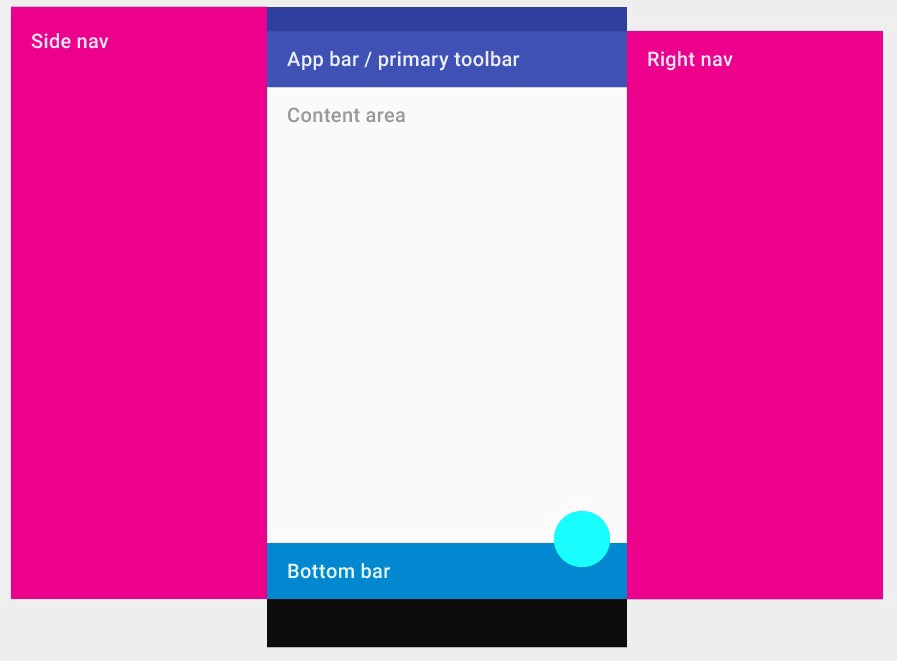 Side nav
App bar / primary toolbar
Right nav
Content area
Bottom bar